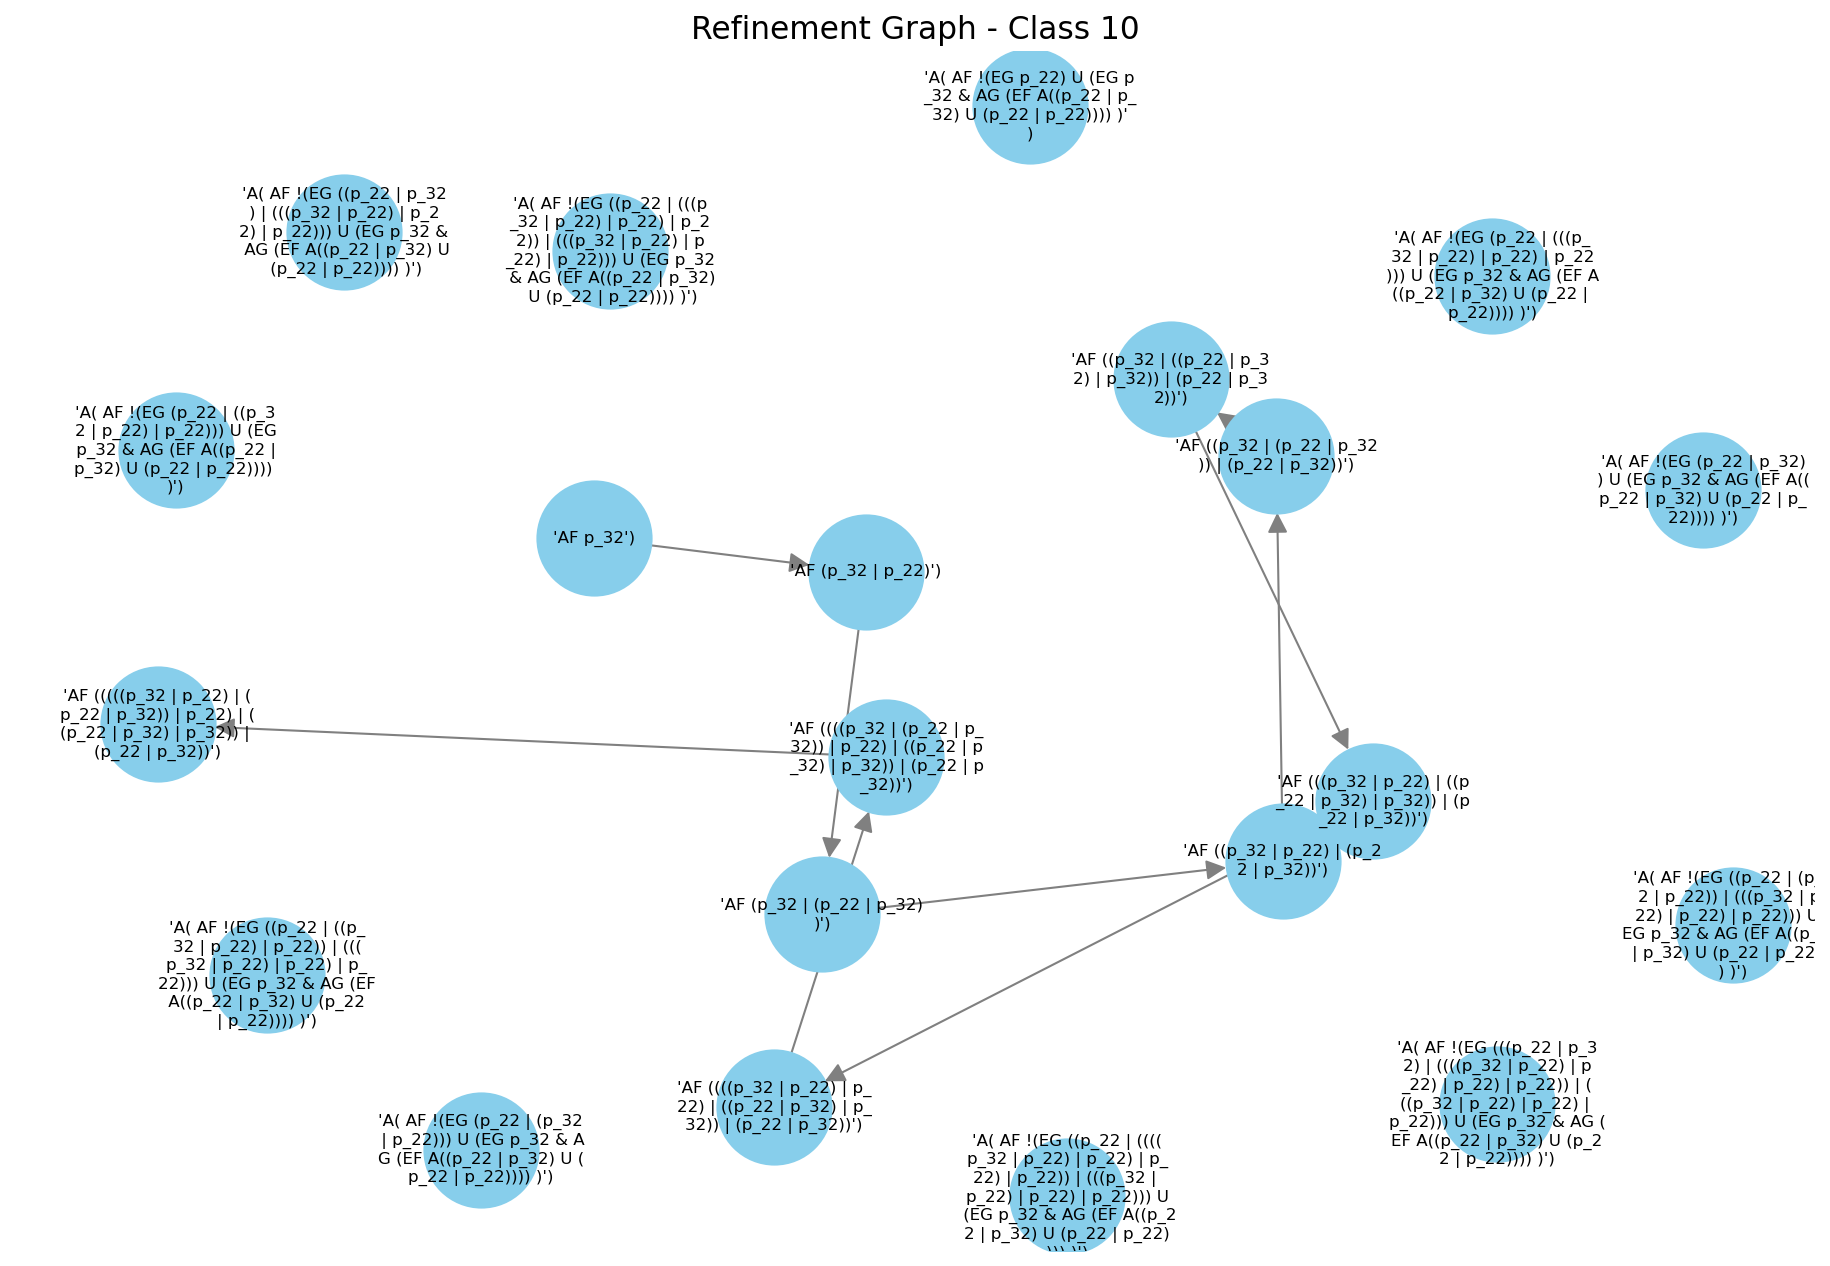 Refinement Graph - Class 10
'A( AF !(EG p_22) U (EG p
_32 & AG (EF A((p_22 | p_
32) U (p_22 | p_22)))) )'
)
'A( AF !(EG ((p_22 | p_32
) | (((p_32 | p_22) | p_2
2) | p_22))) U (EG p_32 &
AG (EF A((p_22 | p_32) U
(p_22 | p_22)))) )')
'A( AF !(EG ((p_22 | (((p
_32 | p_22) | p_22) | p_2
2)) | (((p_32 | p_22) | p
_22) | p_22))) U (EG p_32
& AG (EF A((p_22 | p_32)
U (p_22 | p_22)))) )')
'A( AF !(EG (p_22 | (((p_
32 | p_22) | p_22) | p_22
))) U (EG p_32 & AG (EF A
((p_22 | p_32) U (p_22 |
p_22)))) )')
'AF ((p_32 | ((p_22 | p_3
2) | p_32)) | (p_22 | p_3
2))')
'A( AF !(EG (p_22 | ((p_3
2 | p_22) | p_22))) U (EG
p_32 & AG (EF A((p_22 |
p_32) U (p_22 | p_22))))
)')
'AF ((p_32 | (p_22 | p_32
)) | (p_22 | p_32))')
'A( AF !(EG (p_22 | p_32)
) U (EG p_32 & AG (EF A((
p_22 | p_32) U (p_22 | p_
22)))) )')
'AF p_32')
'AF (p_32 | p_22)')
'AF (((((p_32 | p_22) | (
p_22 | p_32)) | p_22) | (
(p_22 | p_32) | p_32)) |
(p_22 | p_32))')
'AF ((((p_32 | (p_22 | p_
32)) | p_22) | ((p_22 | p
_32) | p_32)) | (p_22 | p
_32))')
'AF (((p_32 | p_22) | ((p
_22 | p_32) | p_32)) | (p
_22 | p_32))')
'AF ((p_32 | p_22) | (p_2
2 | p_32))')
'AF (p_32 | (p_22 | p_32)
)')
'A( AF !(EG ((p_22 | (p_
2 | p_22)) | (((p_32 | p
22) | p_22) | p_22))) U
EG p_32 & AG (EF A((p_
| p_32) U (p_22 | p_22
) )')
'A( AF !(EG ((p_22 | ((p_
32 | p_22) | p_22)) | (((
p_32 | p_22) | p_22) | p_
22))) U (EG p_32 & AG (EF
A((p_22 | p_32) U (p_22
| p_22)))) )')
'AF ((((p_32 | p_22) | p_
22) | ((p_22 | p_32) | p_
32)) | (p_22 | p_32))')
'A( AF !(EG (((p_22 | p_3
2) | ((((p_32 | p_22) | p
_22) | p_22) | p_22)) | (
((p_32 | p_22) | p_22) |
p_22))) U (EG p_32 & AG (
EF A((p_22 | p_32) U (p_2
2 | p_22)))) )')
'A( AF !(EG (p_22 | (p_32
| p_22))) U (EG p_32 & A
G (EF A((p_22 | p_32) U (
p_22 | p_22)))) )')
'A( AF !(EG ((p_22 | ((((
p_32 | p_22) | p_22) | p_
22) | p_22)) | (((p_32 |
p_22) | p_22) | p_22))) U
(EG p_32 & AG (EF A((p_2
2 | p_32) U (p_22 | p_22)
))) )')